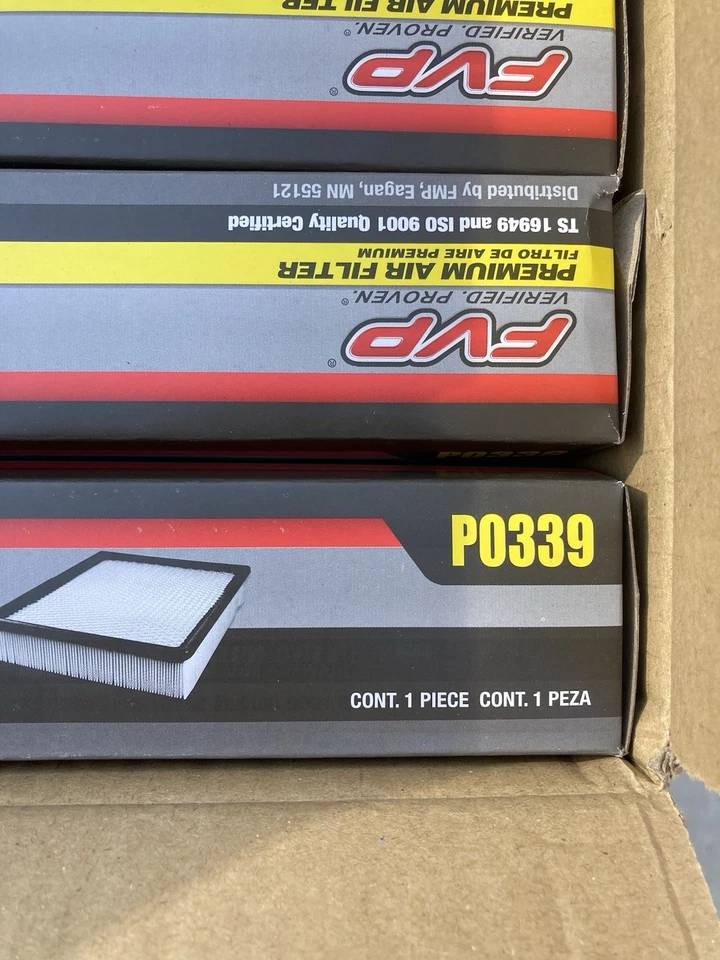 FVP®
VERIFIED. PROVEN.®
PREMIUM AIR FILTER
FVP®
VERIFIED. PROVEN.®
PREMIUM AIR FILTER
FILTRO DE AIRE PREMIUM
TS 16949 and ISO 9001 Quality Certified
Distributed by FMP, Eagan, MN 55121
P0339
P0339
CONT. 1 PIECE CONT. 1 PEZA